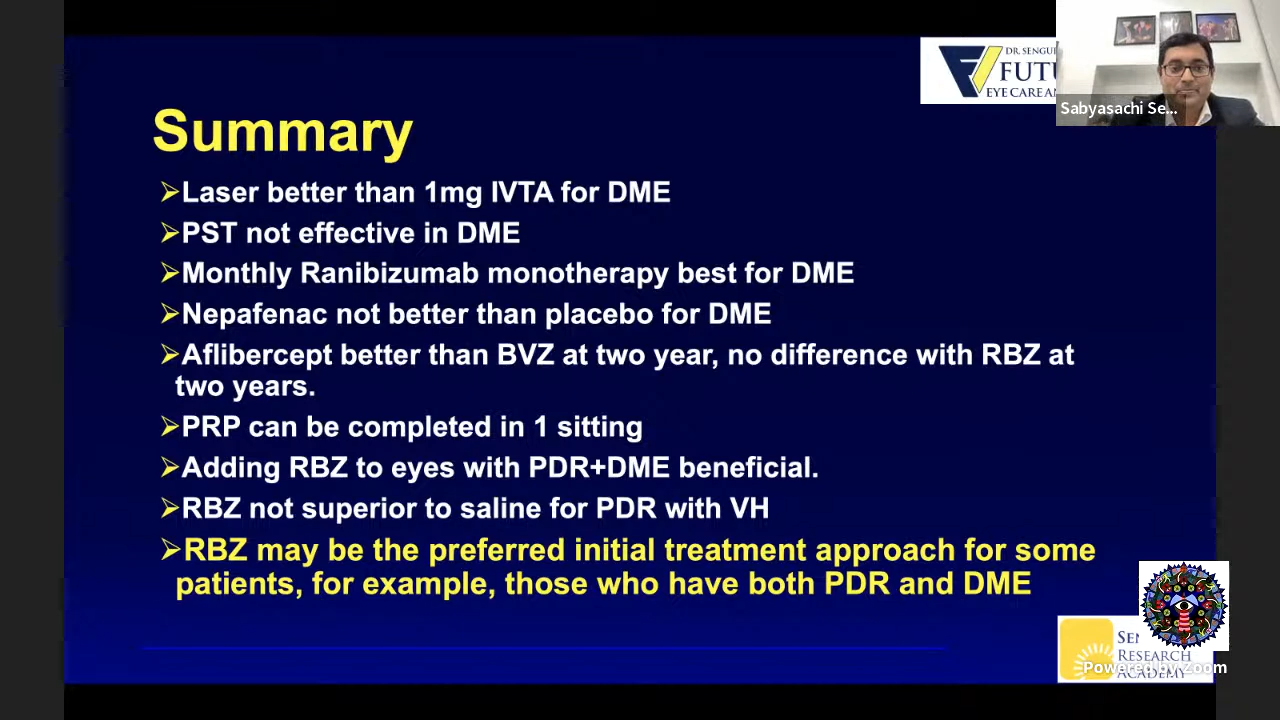 DR. SENGU
FUTU
EYE CARE AN
Sabyasachi Se...
Summary
➢Laser better than 1mg IVTA for DME
➢PST not effective in DME
➢Monthly Ranibizumab monotherapy best for DME
➢Nepafenac not better than placebo for DME
➢Aflibercept better than BVZ at two year, no difference with RBZ at
two years.
➢PRP can be completed in 1 sitting
➢Adding RBZ to eyes with PDR+DME beneficial.
➢RBZ not superior to saline for PDR with VH
➢RBZ may be the preferred initial treatment approach for some
patients, for example, those who have both PDR and DME
SEN
RESEARCH
ACADEMY
Powered by Zoom